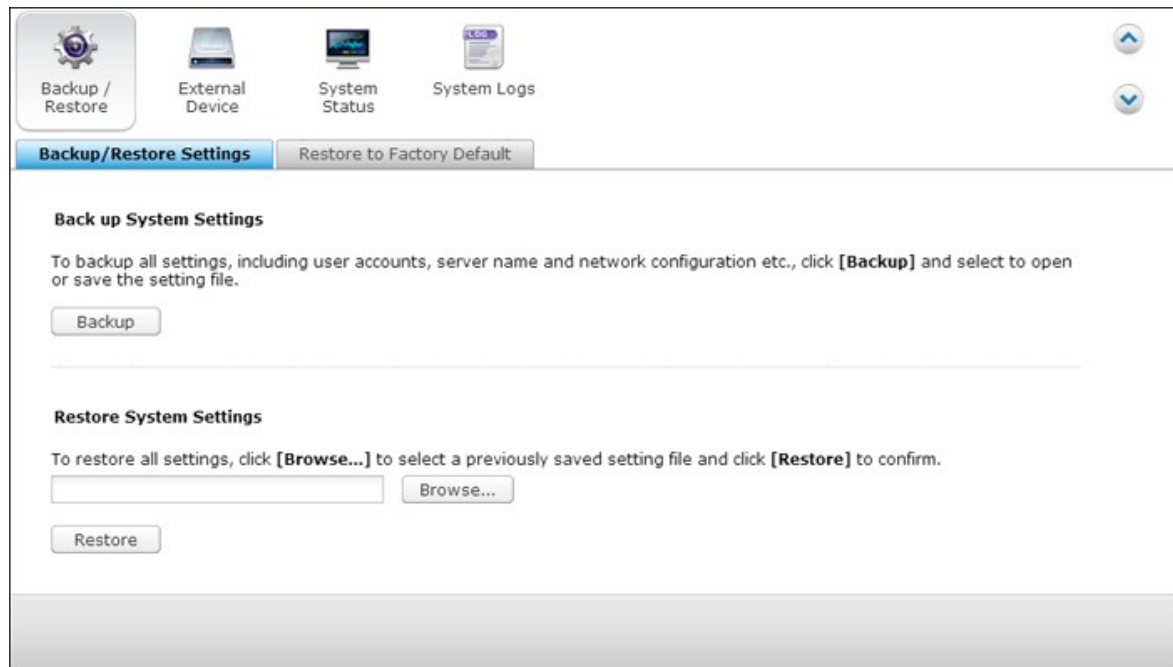 LOG
Backup /
Restore
External
Device
System
Status
System Logs
Backup/Restore Settings
Restore to Factory Default
Back up System Settings
To backup all settings, including user accounts, server name and network configuration etc., click [Backup] and select to open
or save the setting file.
Backup
Restore System Settings
To restore all settings, click [Browse...] to select a previously saved setting file and click [Restore] to confirm.
Browse...
Restore